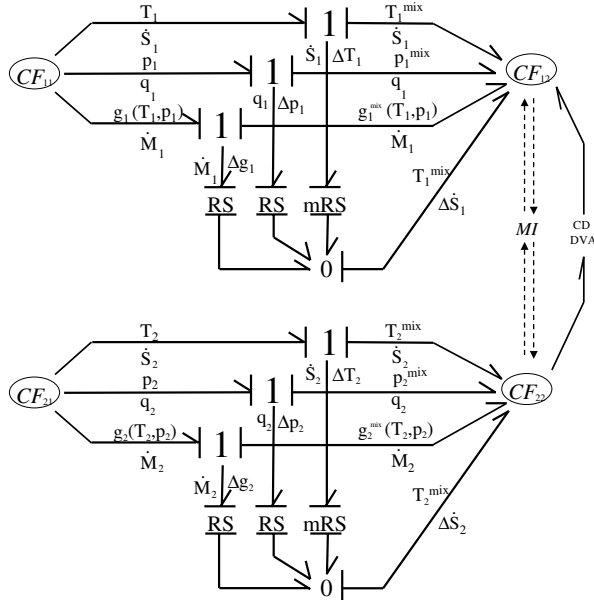 T₁ 1 T₁ᵐⁱˣ
Ṡ₁ Ṡ₁ ΔT₁ Ṡ₁
CF₁₁ p₁ 1 p₁ᵐⁱˣ CF₁₂
q₁ q₁ Δp₁ q₁
g₁(T₁,p₁) 1 g₁ᵐⁱˣ(T₁,p₁)
Ṁ₁ Ṁ₁ Δg₁ Ṁ₁
T₁ᵐⁱˣ
RS RS mRS ΔṠ₁
0
MI
CD
DVA
T₂ 1 T₂ᵐⁱˣ
Ṡ₂ Ṡ₂ ΔT₂ Ṡ₂
CF₂₁ p₂ 1 p₂ᵐⁱˣ CF₂₂
q₂ q₂ Δp₂ q₂
g₂(T₂,p₂) 1 g₂ᵐⁱˣ(T₂,p₂)
Ṁ₂ Ṁ₂ Δg₂ Ṁ₂
T₂ᵐⁱˣ
RS RS mRS ΔṠ₂
0